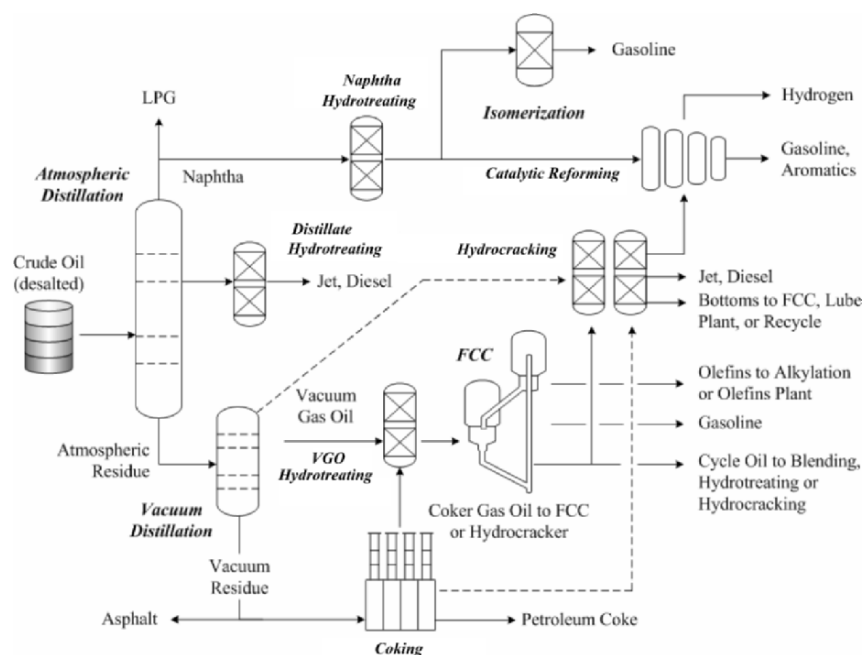 Gasoline
Naphtha
Hydrotreating
Isomerization
Hydrogen
LPG
Gasoline,
Aromatics
Atmospheric
Distillation
Naphtha
Catalytic Reforming
Distillate
Hydrotreating
Hydrocracking
Crude Oil
(desalted)
Jet, Diesel
Jet, Diesel
Bottoms to FCC, Lube
Plant, or Recycle
FCC
Vacuum
Gas Oil
Olefins to Alkylation
or Olefins Plant
Gasoline
Atmospheric
Residue
VGO
Hydrotreating
Cycle Oil to Blending,
Hydrotreating or
Hydrocracking
Vacuum
Distillation
Coker Gas Oil to FCC
or Hydrocracker
Vacuum
Residue
Asphalt
Petroleum Coke
Coking